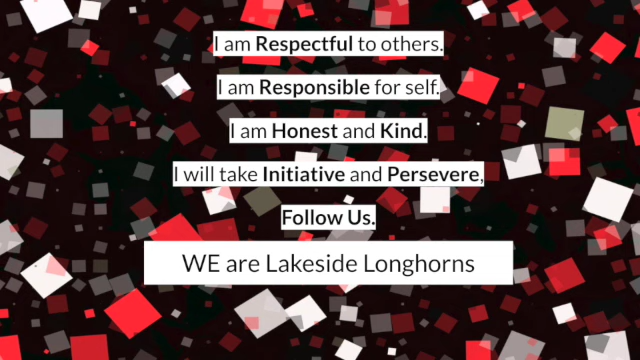 I am Respectful to others.
I am Responsible for self.
I am Honest and Kind.
I will take Initiative and Persevere,
Follow Us.
WE are Lakeside Longhorns